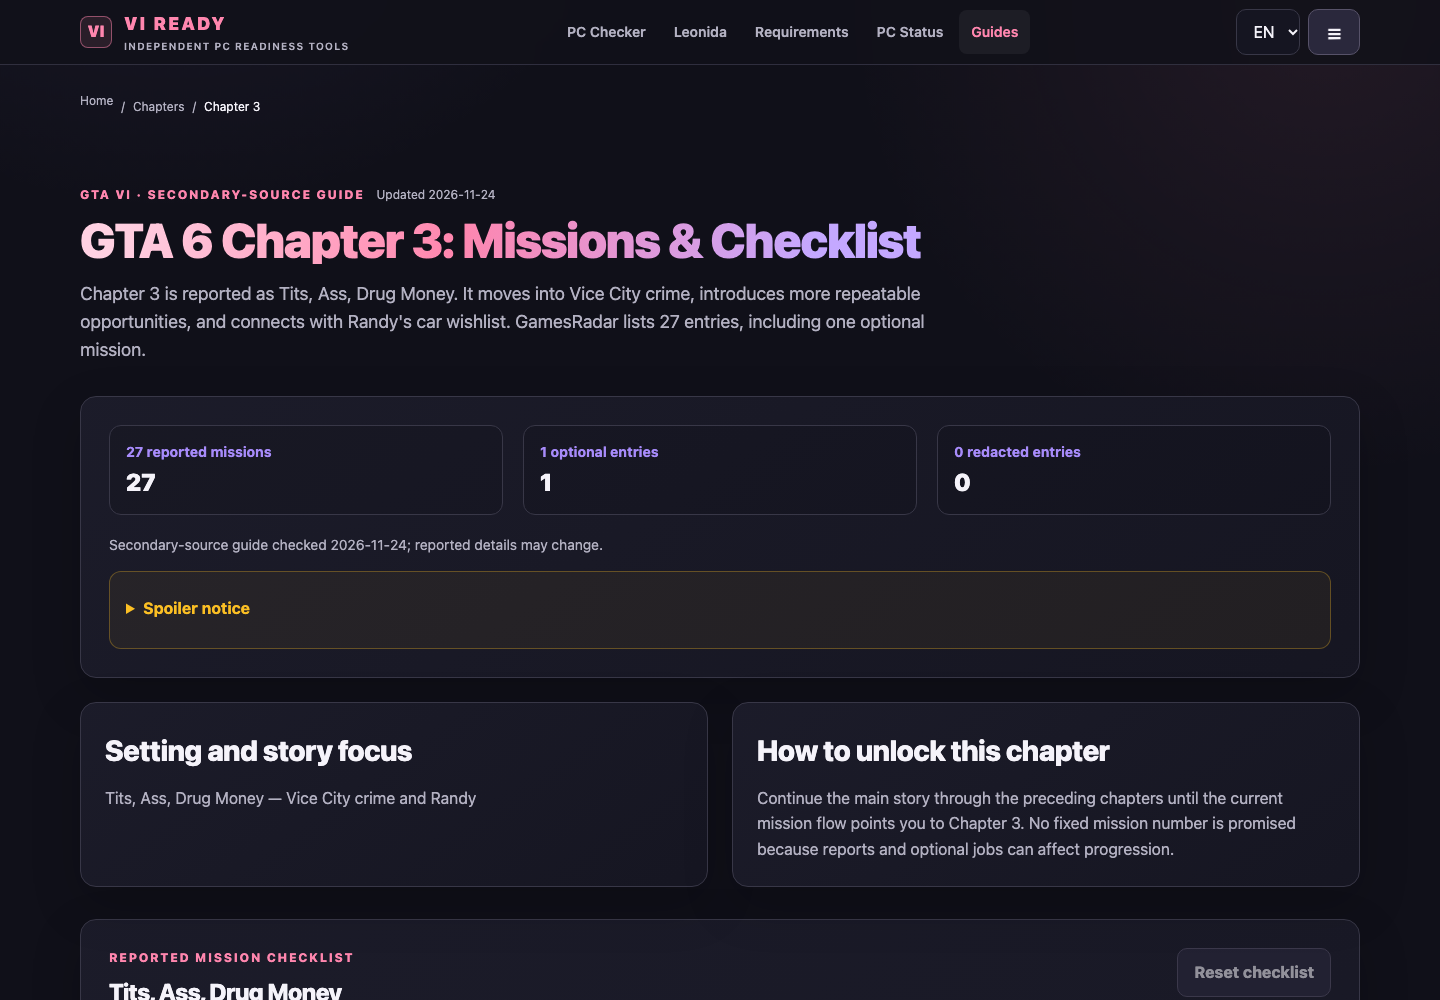 VI
VI READY
INDEPENDENT PC READINESS TOOLS
PC Checker
Leonida
Requirements
PC Status
Guides
EN
Home / Chapters / Chapter 3
GTA VI · SECONDARY-SOURCE GUIDE Updated 2026-11-24
GTA 6 Chapter 3: Missions & Checklist
Chapter 3 is reported as Tits, Ass, Drug Money. It moves into Vice City crime, introduces more repeatable
opportunities, and connects with Randy's car wishlist. GamesRadar lists 27 entries, including one optional
mission.
27 reported missions
27
1 optional entries
1
0 redacted entries
0
Secondary-source guide checked 2026-11-24; reported details may change.
Spoiler notice
Setting and story focus
Tits, Ass, Drug Money — Vice City crime and Randy
How to unlock this chapter
Continue the main story through the preceding chapters until the current
mission flow points you to Chapter 3. No fixed mission number is promised
because reports and optional jobs can affect progression.
REPORTED MISSION CHECKLIST
Tits, Ass, Drug Money
Reset checklist